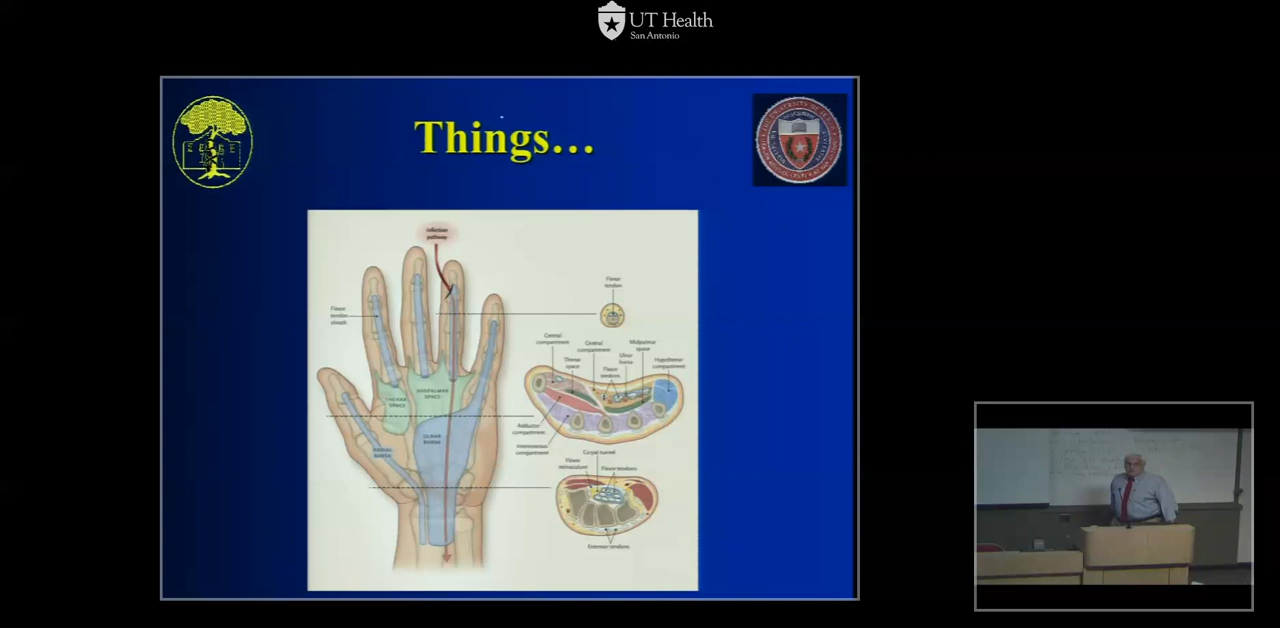 UT Health
San Antonio
Things...
Infection
pathway
Flexor
tendon
Flexor
tendon
sheath
Central
compartment
Central
compartment
Midpalmar
space
Thenar
space
Flexor
tendons
Ulnar
bursa
Hypothenar
compartment
THENAR
SPACE
MIDPALMAR
SPACE
ULNAR
BURSA
RADIAL
BURSA
Adductor
compartment
Interosseous
compartment
Carpal tunnel
Flexor
retinaculum
Flexor tendons
Extensor tendons